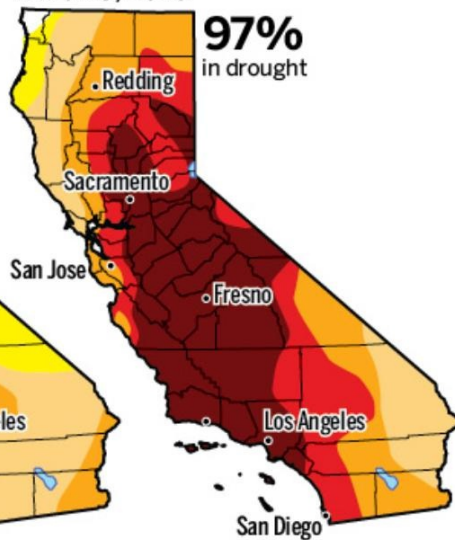 97%
in drought
Redding
Sacramento
San Jose
Fresno
les
Los Angeles
San Diego